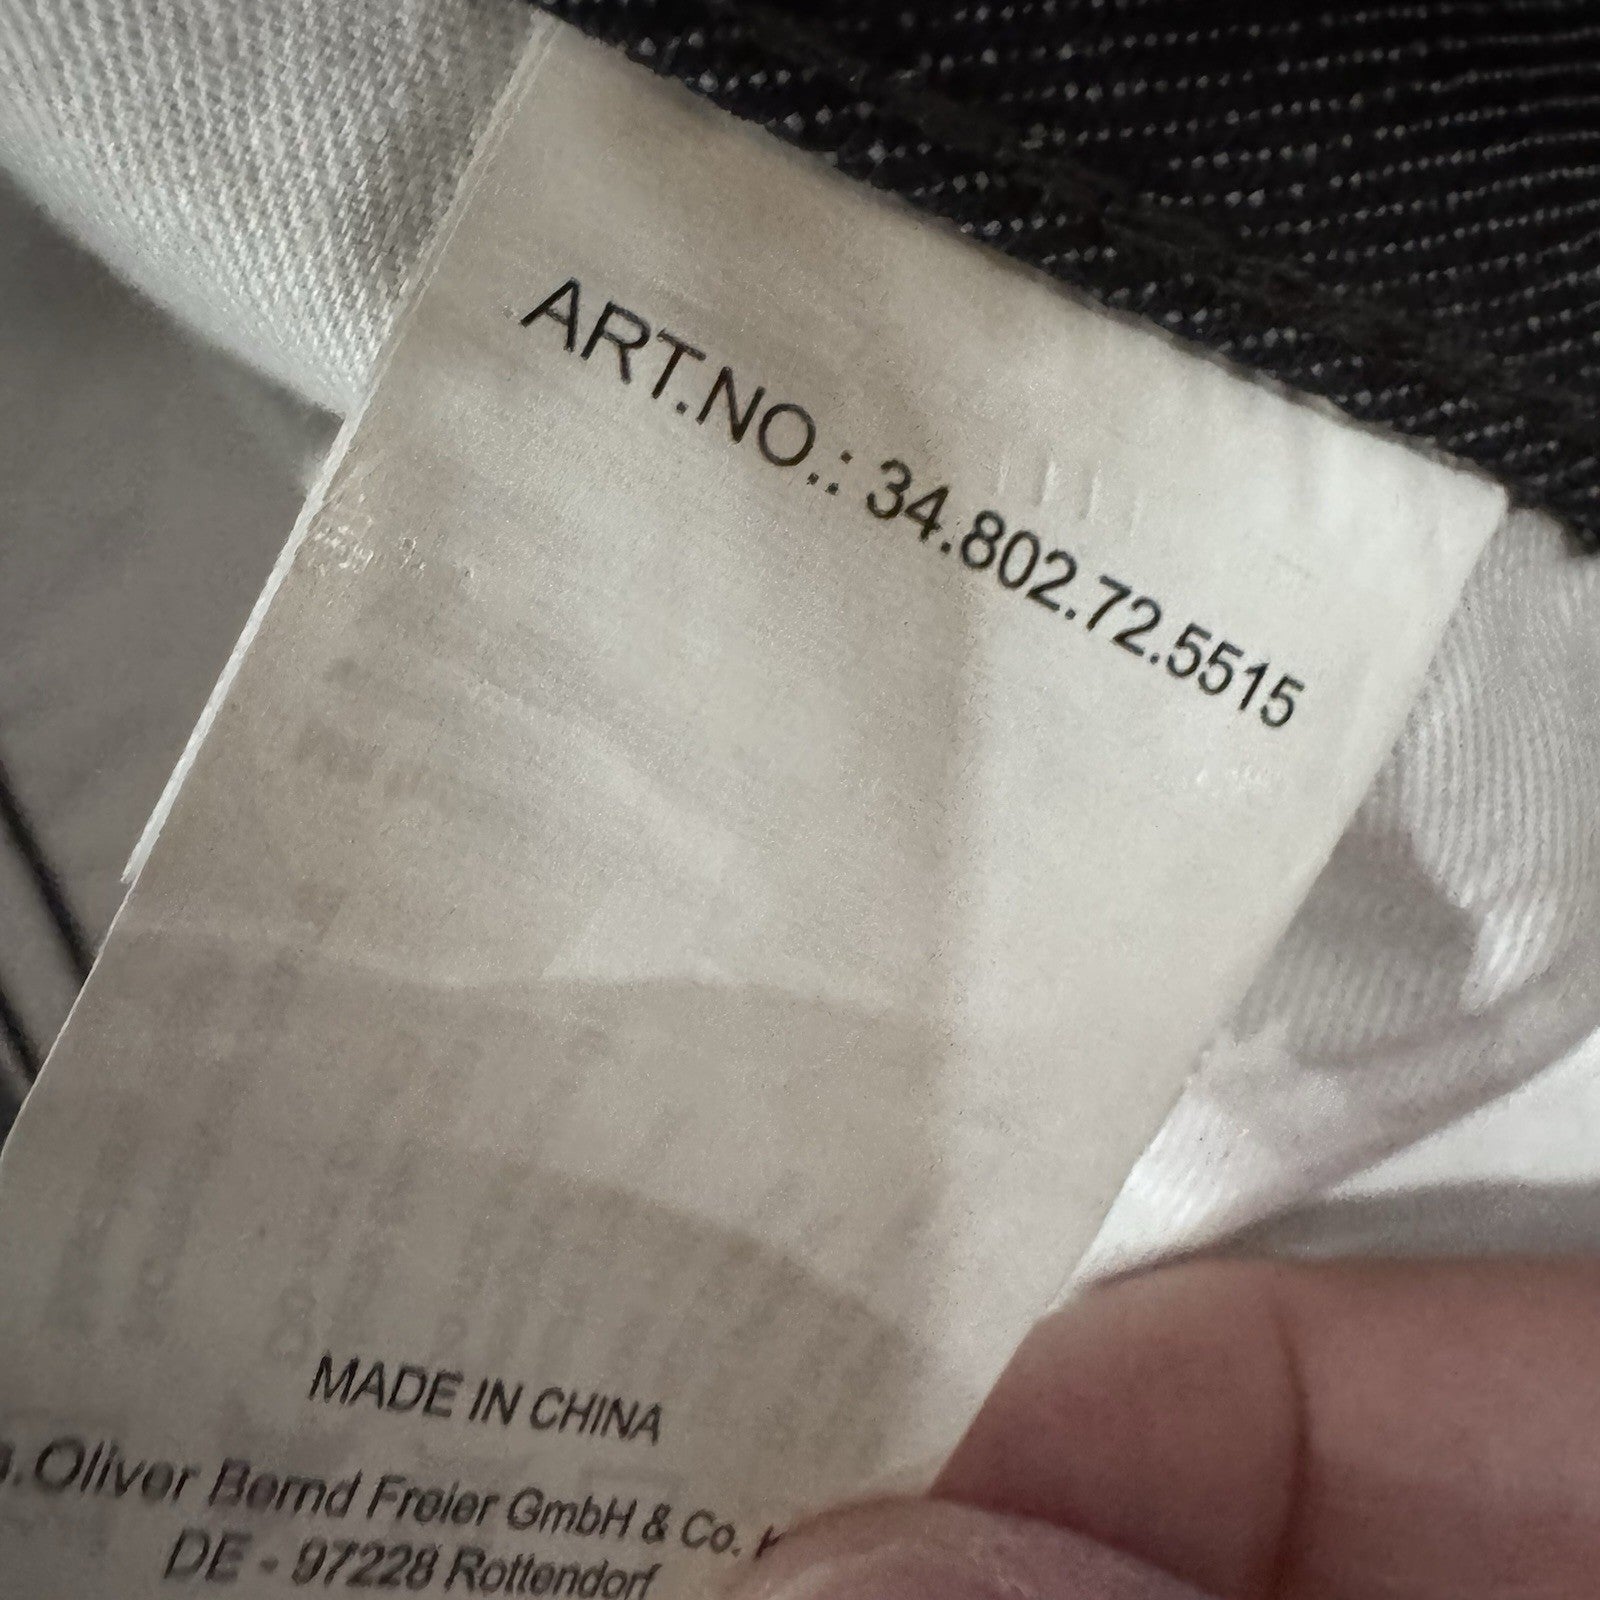 ART.NO.: 34.802.72.5515
MADE IN CHINA
s.Oliver Bernd Freier GmbH & Co. K
DE - 97228 Rottendorf